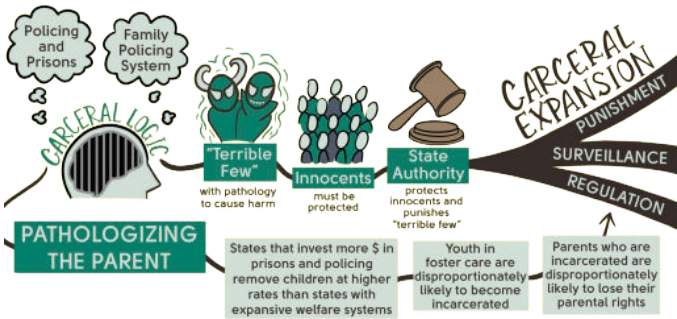 Policing
and
Prisons
Family
Policing
System
CARCERAL LOGIC
"Terrible
Few"
with pathology
to cause harm
Innocents
must be
protected
State
Authority
protects
innocents and
punishes
"terrible few"
CARCERAL
EXPANSION
PUNISHMENT
SURVEILLANCE
REGULATION
PATHOLOGIZING
THE PARENT
States that invest more $ in
prisons and policing
remove children at higher
rates than states with
expansive welfare systems
Youth in
foster care are
disproportionately
likely to become
incarcerated
Parents who are
incarcerated are
disproportionately
likely to lose their
parental rights